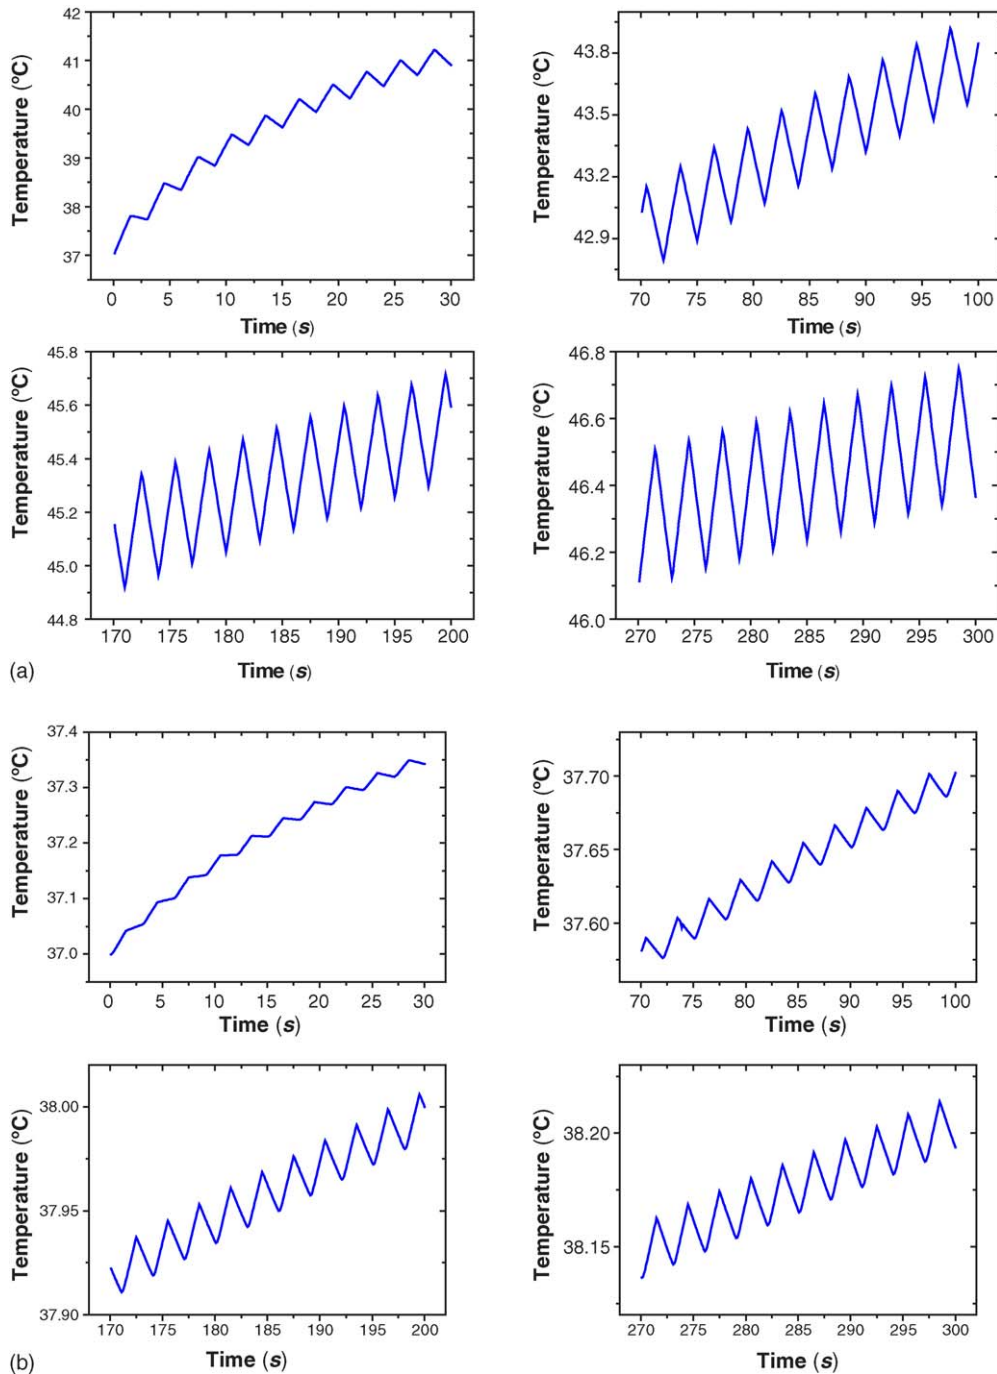 Temperature (°C)
42
41
40
39
38
37
0 5 10 15 20 25 30
Time (s)
Temperature (°C)
43.8
43.5
43.2
42.9
70 75 80 85 90 95 100
Time (s)
Temperature (°C)
45.8
45.6
45.4
45.2
45.0
44.8
170 175 180 185 190 195 200
Time (s)
Temperature (°C)
46.8
46.6
46.4
46.2
46.0
270 275 280 285 290 295 300
Time (s)
(a)
Temperature (°C)
37.4
37.3
37.2
37.1
37.0
0 5 10 15 20 25 30
Time (s)
Temperature (°C)
37.70
37.65
37.60
70 75 80 85 90 95 100
Time (s)
Temperature (°C)
38.00
37.95
37.90
170 175 180 185 190 195 200
Time (s)
Temperature (°C)
38.20
38.15
270 275 280 285 290 295 300
Time (s)
(b)